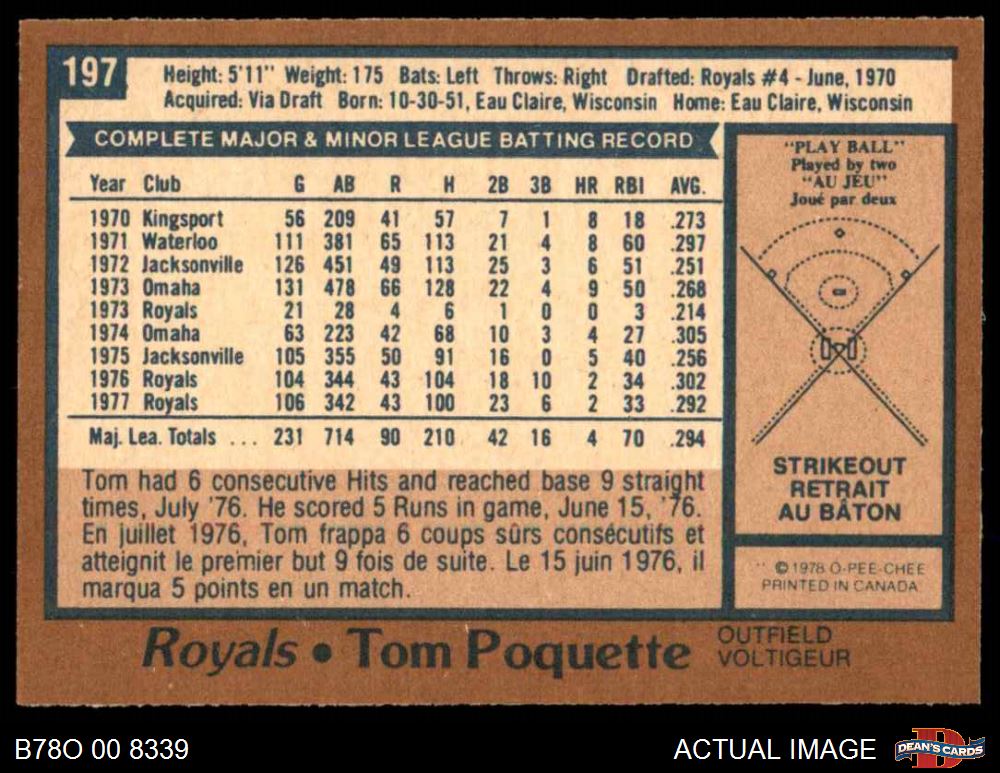 197
Height: 5'11" Weight: 175 Bats: Left Throws: Right Drafted: Royals #4 - June, 1970
Acquired: Via Draft Born: 10-30-51, Eau Claire, Wisconsin Home: Eau Claire, Wisconsin
COMPLETE MAJOR & MINOR LEAGUE BATTING RECORD
Year Club G AB R H 2B 3B HR RBI AVG.
1970 Kingsport 56 209 41 57 7 1 8 18 .273
1971 Waterloo 111 381 65 113 21 4 8 60 .297
1972 Jacksonville 126 451 49 113 25 3 6 51 .251
1973 Omaha 131 478 66 128 22 4 9 50 .268
1973 Royals 21 28 4 6 1 0 0 3 .214
1974 Omaha 63 223 42 68 10 3 4 27 .305
1975 Jacksonville 105 355 50 91 16 0 5 40 .256
1976 Royals 104 344 43 104 18 10 2 34 .302
1977 Royals 106 342 43 100 23 6 2 33 .292
Maj. Lea. Totals ... 231 714 90 210 42 16 4 70 .294
Tom had 6 consecutive Hits and reached base 9 straight
times, July '76. He scored 5 Runs in game, June 15, '76.
En juillet 1976, Tom frappa 6 coups sûrs consécutifs et
atteignit le premier but 9 fois de suite. Le 15 juin 1976, il
marqua 5 points en un match.
"PLAY BALL"
Played by two
"AU JEU"
Joué par deux
STRIKEOUT
RETRAIT
AU BÂTON
© 1978 O-PEE-CHEE
PRINTED IN CANADA
Royals • Tom Poquette
OUTFIELD
VOLTIGEUR
B78O 00 8339
ACTUAL IMAGE
DEAN'S CARDS